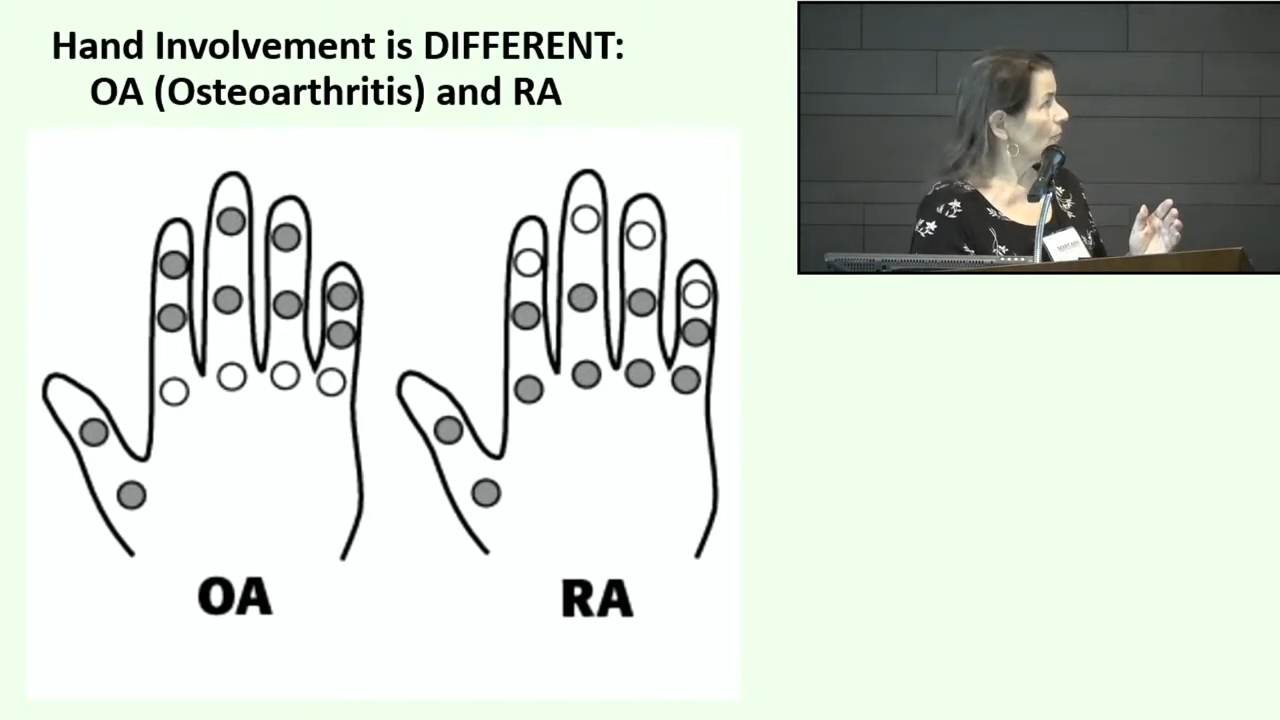 Hand Involvement is DIFFERENT:
OA (Osteoarthritis) and RA
OA
RA